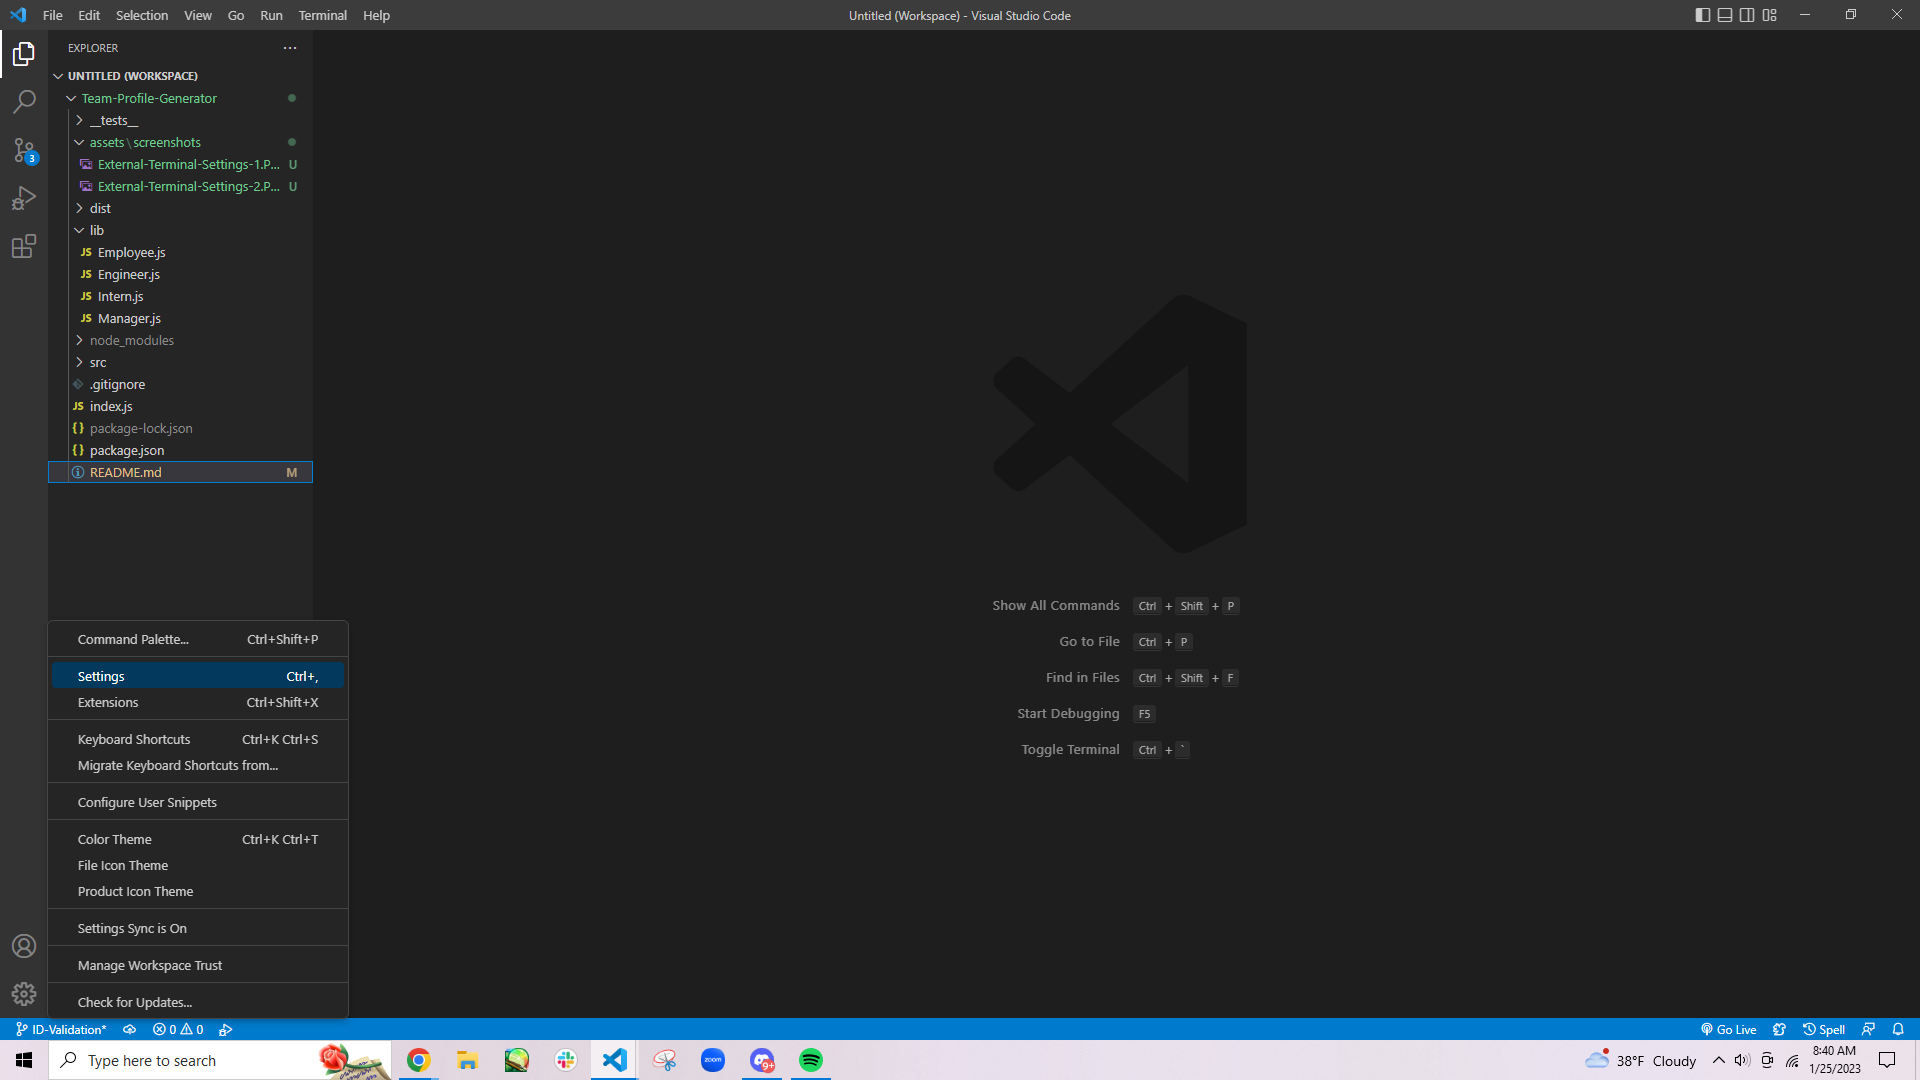 File Edit Selection View Go Run Terminal Help
Untitled (Workspace) - Visual Studio Code
EXPLORER
UNTITLED (WORKSPACE)
Team-Profile-Generator
__tests__
assets\screenshots
External-Terminal-Settings-1.P... U
External-Terminal-Settings-2.P... U
dist
lib
JS Employee.js
JS Engineer.js
JS Intern.js
JS Manager.js
node_modules
src
.gitignore
JS index.js
{} package-lock.json
{} package.json
README.md M
3
Show All Commands Ctrl + Shift + P
Go to File Ctrl + P
Find in Files Ctrl + Shift + F
Start Debugging F5
Toggle Terminal Ctrl + `
Command Palette... Ctrl+Shift+P
Settings Ctrl+,
Extensions Ctrl+Shift+X
Keyboard Shortcuts Ctrl+K Ctrl+S
Migrate Keyboard Shortcuts from...
Configure User Snippets
Color Theme Ctrl+K Ctrl+T
File Icon Theme
Product Icon Theme
Settings Sync is On
Manage Workspace Trust
Check for Updates...
ID-Validation* 0 0
Go Live Spell
Type here to search
zoom
9+
38°F Cloudy
8:40 AM
1/25/2023